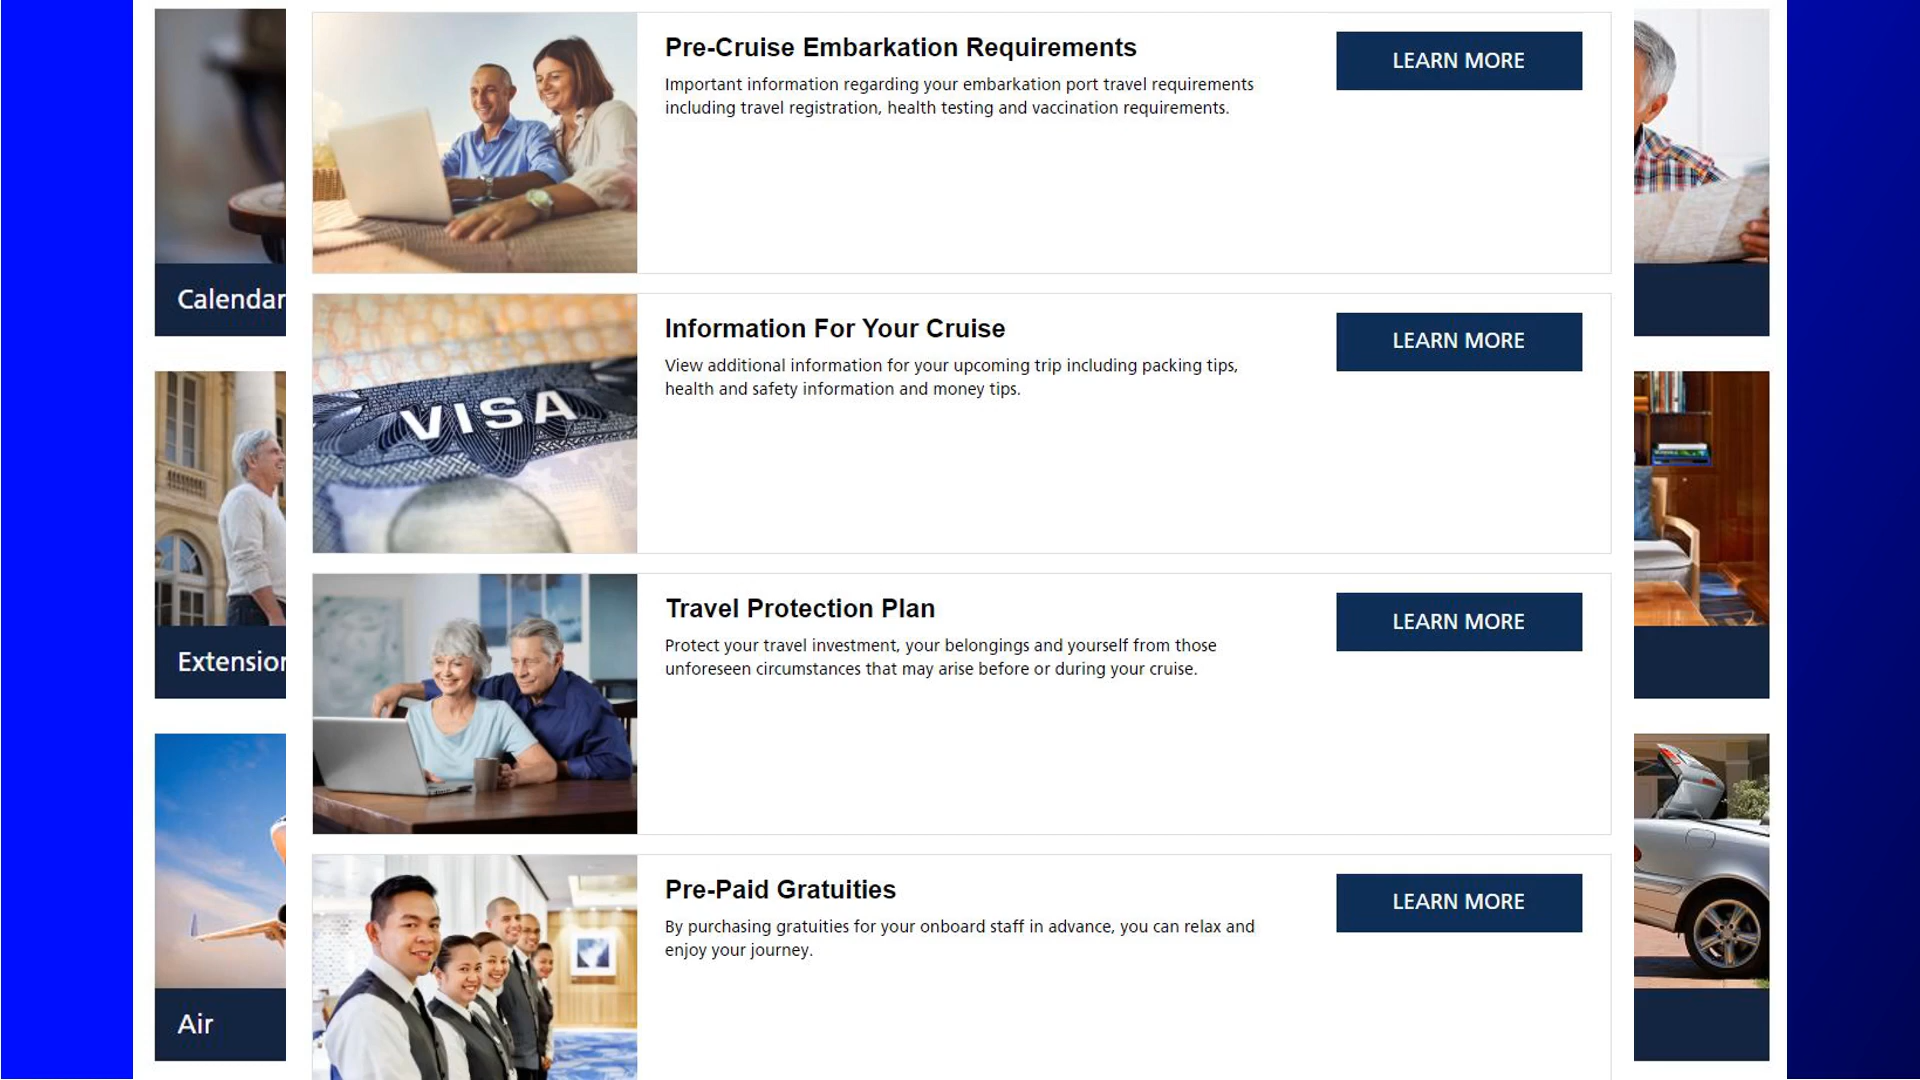 Pre-Cruise Embarkation Requirements
Important information regarding your embarkation port travel requirements
including travel registration, health testing and vaccination requirements.
LEARN MORE
Calendar
Information For Your Cruise
View additional information for your upcoming trip including packing tips,
health and safety information and money tips.
LEARN MORE
VISA
Travel Protection Plan
Protect your travel investment, your belongings and yourself from those
unforeseen circumstances that may arise before or during your cruise.
LEARN MORE
Extension
Pre-Paid Gratuities
By purchasing gratuities for your onboard staff in advance, you can relax and
enjoy your journey.
LEARN MORE
Air